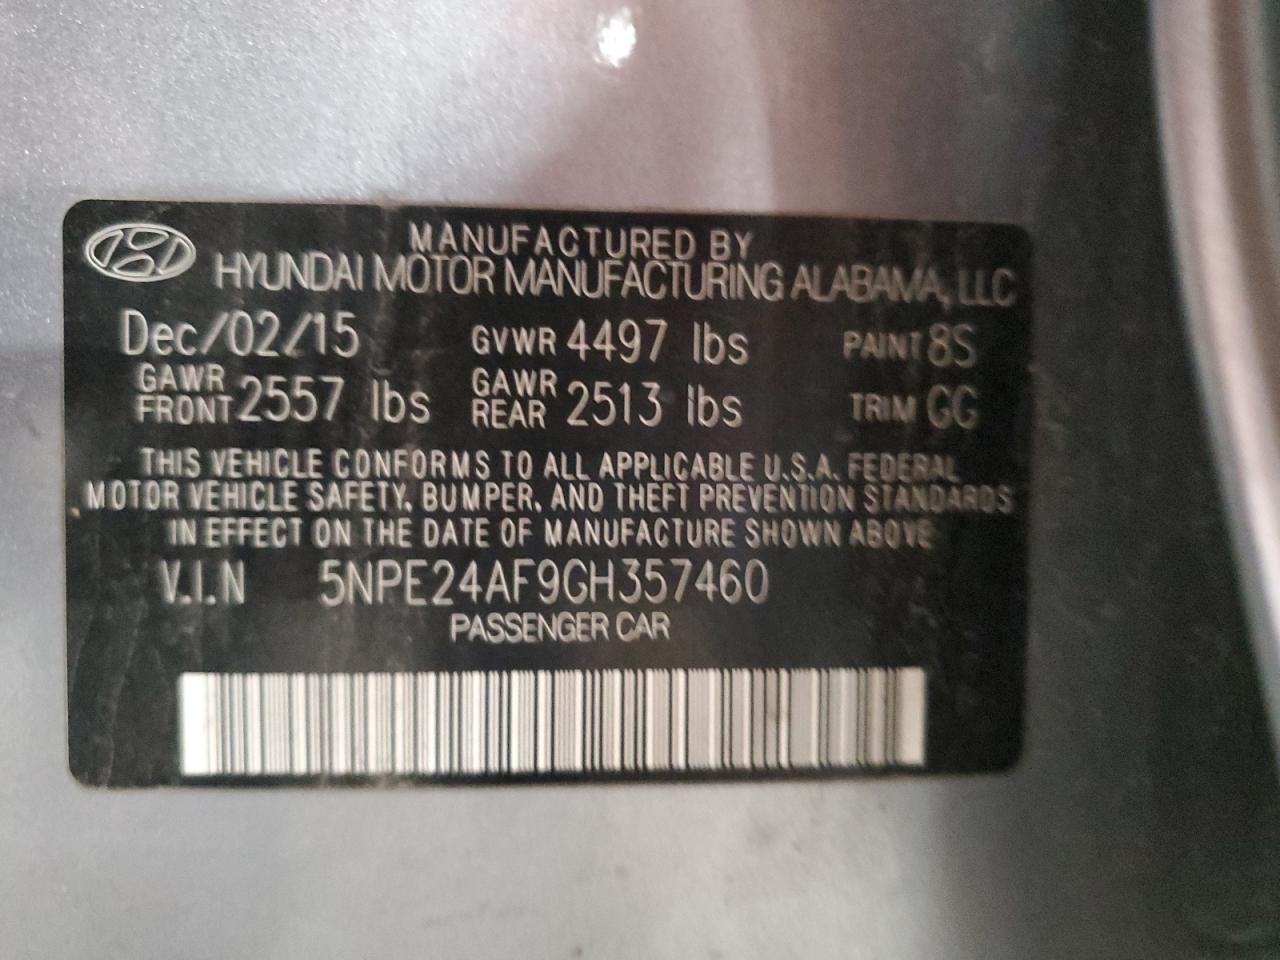 MANUFACTURED BY
HYUNDAI MOTOR MANUFACTURING ALABAMA, LLC
Dec/02/15 GVWR 4497 lbs PAINT 8S
GAWR FRONT 2557 lbs GAWR REAR 2513 lbs TRIM GG
THIS VEHICLE CONFORMS TO ALL APPLICABLE U.S.A. FEDERAL
MOTOR VEHICLE SAFETY, BUMPER, AND THEFT PREVENTION STANDARDS
IN EFFECT ON THE DATE OF MANUFACTURE SHOWN ABOVE
V.I.N 5NPE24AF9GH357460
PASSENGER CAR